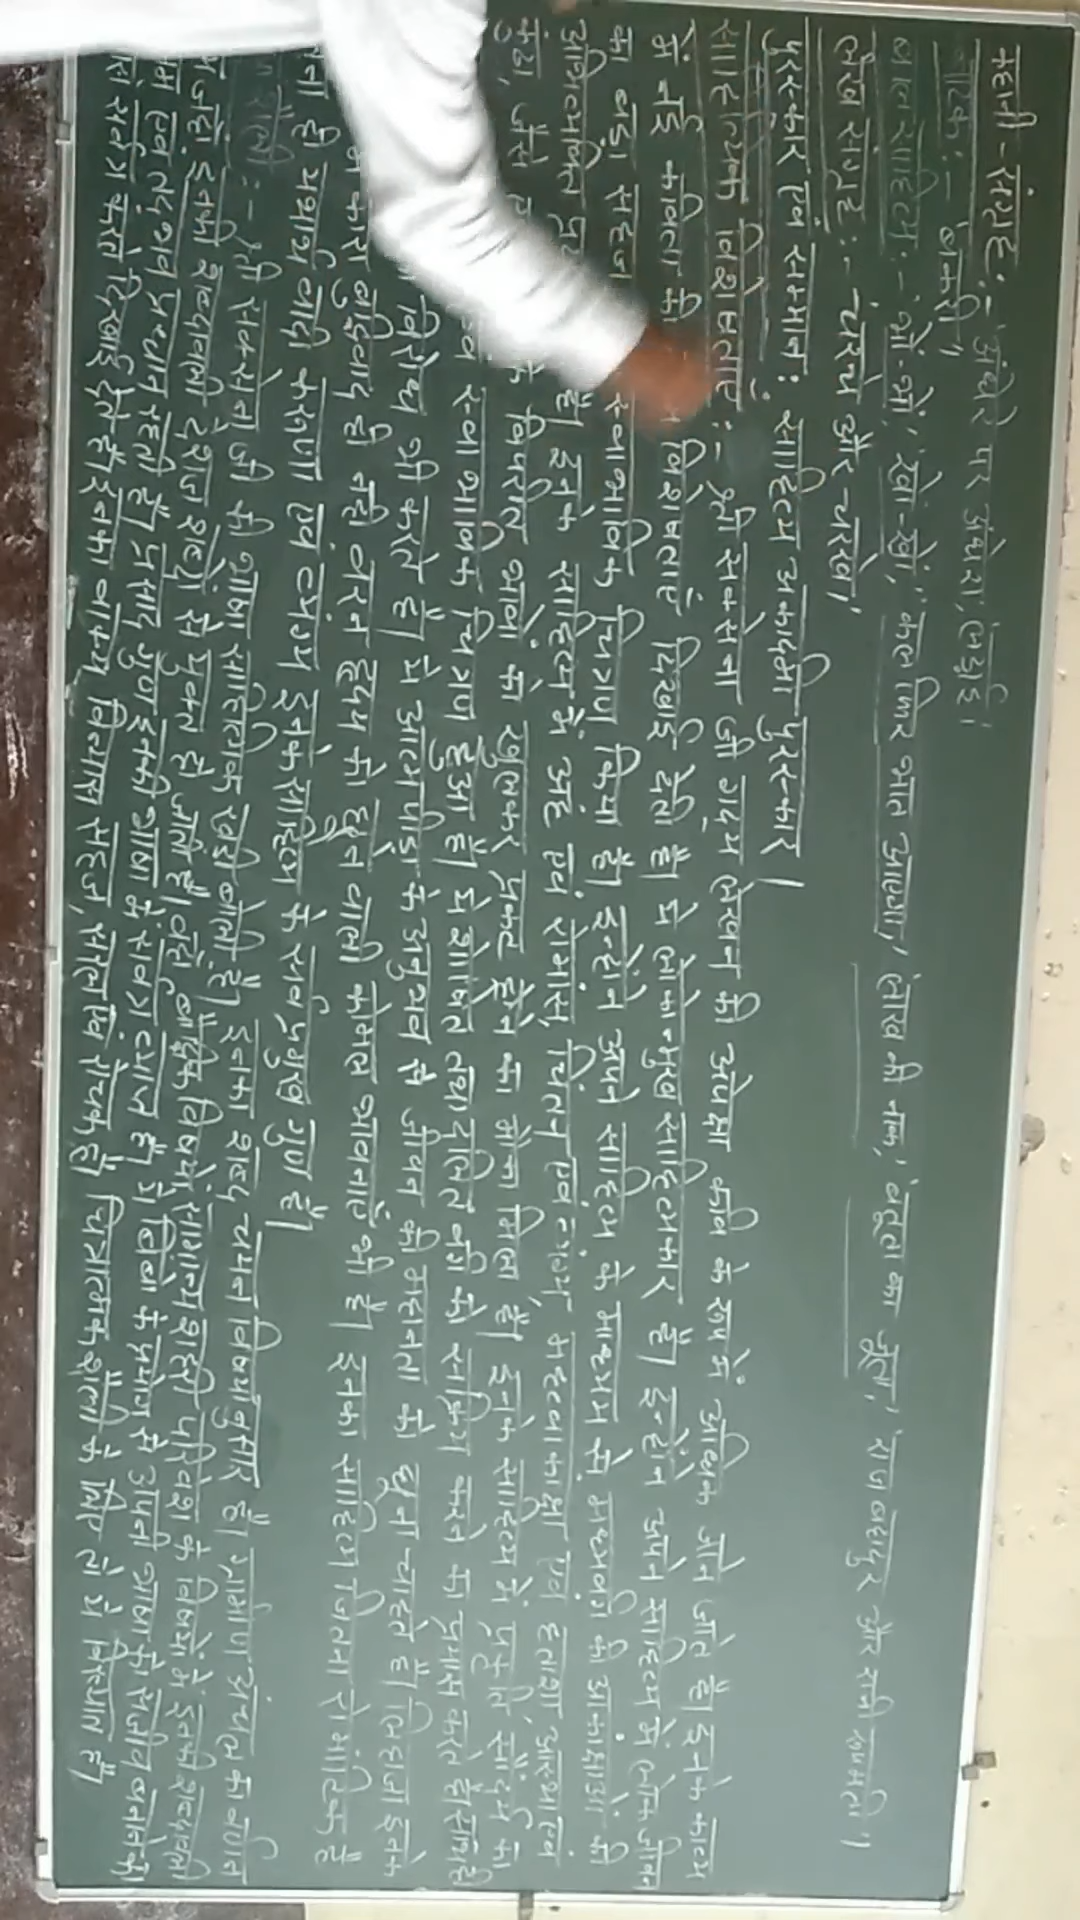 कहानी-संग्रह:- 'अंधेरे पर अंधेरा, लड़ाई।
नाटक:- 'बकरी'।
बाल साहित्य:- 'भों-भों', 'खों-खों', 'कल फिर भात आएगा', 'लाख की नाक', 'बतूता का जूता', राजबहादुर और रानी रूपमती'।
लेख संग्रह:- 'चरचे और चरखे'
पुरस्कार एवं सम्मान: साहित्य अकादमी पुरस्कार।
साहित्यिक विशेषताएँ:- श्री सक्सेना जी गद्य लेखन की अपेक्षा कवि के रूप में अधिक जाने जाते हैं। इनके काव्य
में नई कविता की विशेषताएँ दिखाई देती हैं। ये लोकोन्मुख साहित्यकार हैं। इन्होंने अपने साहित्य में लोक जीवन
का बड़ा सहज स्वाभाविक चित्रण किया है। इन्होंने अपने साहित्य के माध्यम से मध्यवर्ग की आकांक्षाओं की
अभिव्यक्ति है। इनके साहित्य में अहं एवं रोमांस, चिंतन एवं व्यंग्य, महत्वाकांक्षा एवं हताशा, आस्था एवं
कुंठा, जैसे के विपरीत भावों को खुलकर प्रकट होने का मौका मिला है। इनके साहित्य में प्रकृति सौंदर्य का
स्वाभाविक चित्रण हुआ है। ये शोषित तथा दलित वर्ग को सक्रिय करने का प्रयास करते हैं। साथ ही
विरोध भी करते हैं। ये आत्मपीड़ा के अनुभव से जीवन की महानता को छूना चाहते हैं। लिहाजा इनके
बुद्धिवाद ही नहीं वरन हृदय को छूने वाली कोमल भावनाएँ भी हैं। इनका साहित्य जितना रोमांटिक है
ही यथार्थवादी करुणा एवं व्यंग्य इनके साहित्य के सर्व प्रमुख गुण हैं।
शैली:- श्री सक्सेना जी की भाषा साहित्यिक खड़ी बोली है। इनका शब्द चयन विषयानुसार है। ग्रामीण अंचल का वर्णन
जहाँ इनकी शब्दावली देशज शब्दों से युक्त हो जाती है। वहीं बौद्धिक विषयों, सामान्य शहरी परिवेश के विषयों में इनकी शब्दावली
एवं तद्भव प्रधान रहती है। प्रसाद गुण इनकी भाषा में सर्वत्र व्याप्त है। ये बिंबों के प्रयोग से अपनी भाषा को सजीव बनाने की
सर्वत्र करते दिखाई देते हैं। इनका वाक्य विन्यास सहज, सरल एवं रोचक है। चित्रात्मक शैली के लिए तो ये विख्यात हैं।